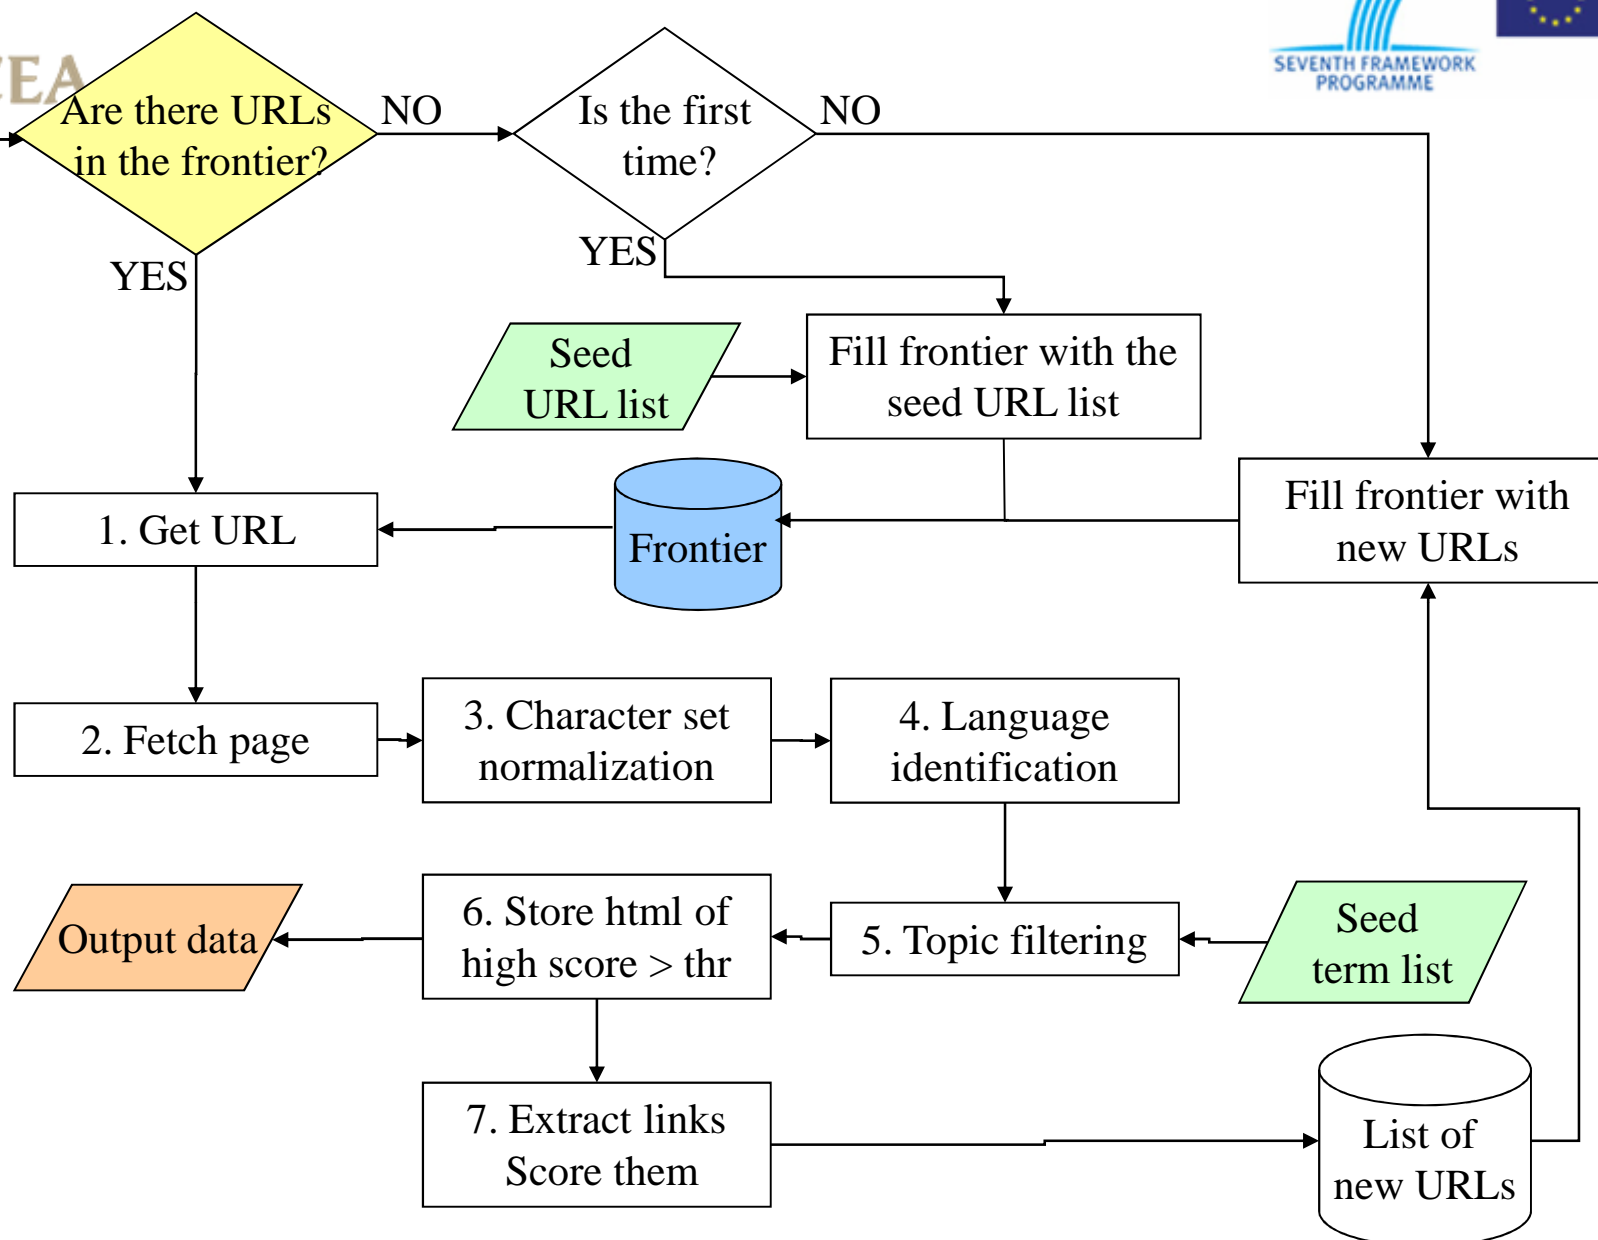 SEVENTH FRAMEWORK
PROGRAMME
Are there URLs
in the frontier?
NO
Is the first
time?
NO
YES
YES
Seed
URL list
Fill frontier with the
seed URL list
1. Get URL
Frontier
Fill frontier with
new URLs
2. Fetch page
3. Character set
normalization
4. Language
identification
Output data
6. Store html of
high score > thr
5. Topic filtering
Seed
term list
7. Extract links
Score them
List of
new URLs